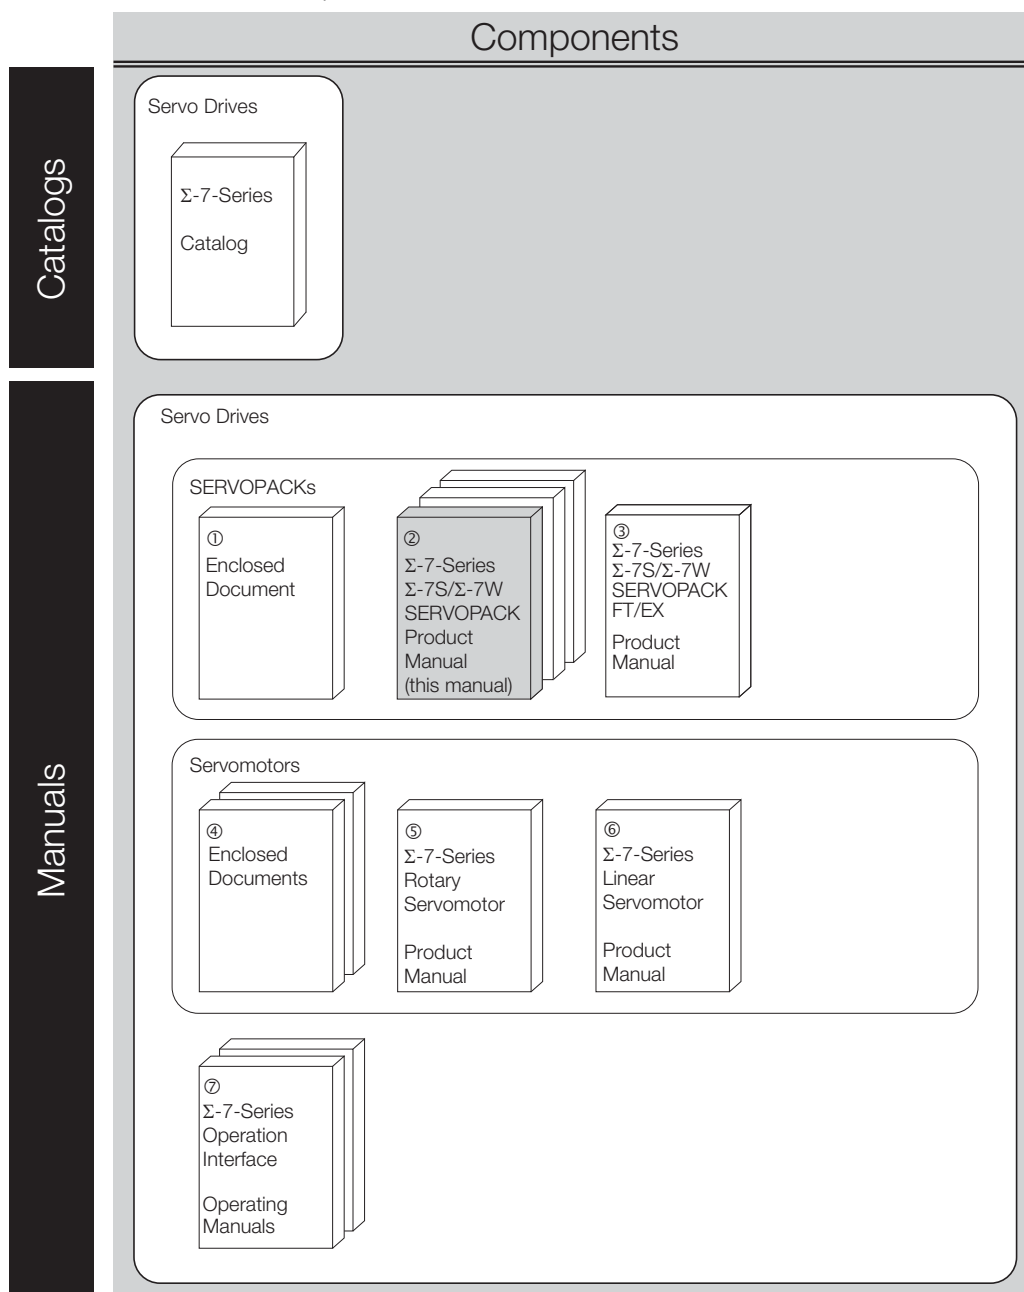 Components
Catalogs
Servo Drives
Σ-7-Series
Catalog
Manuals
Servo Drives
SERVOPACKs
①
Enclosed
Document
②
Σ-7-Series
Σ-7S/Σ-7W
SERVOPACK
Product
Manual
(this manual)
③
Σ-7-Series
Σ-7S/Σ-7W
SERVOPACK
FT/EX
Product
Manual
Servomotors
④
Enclosed
Documents
⑤
Σ-7-Series
Rotary
Servomotor
Product
Manual
⑥
Σ-7-Series
Linear
Servomotor
Product
Manual
⑦
Σ-7-Series
Operation
Interface
Operating
Manuals